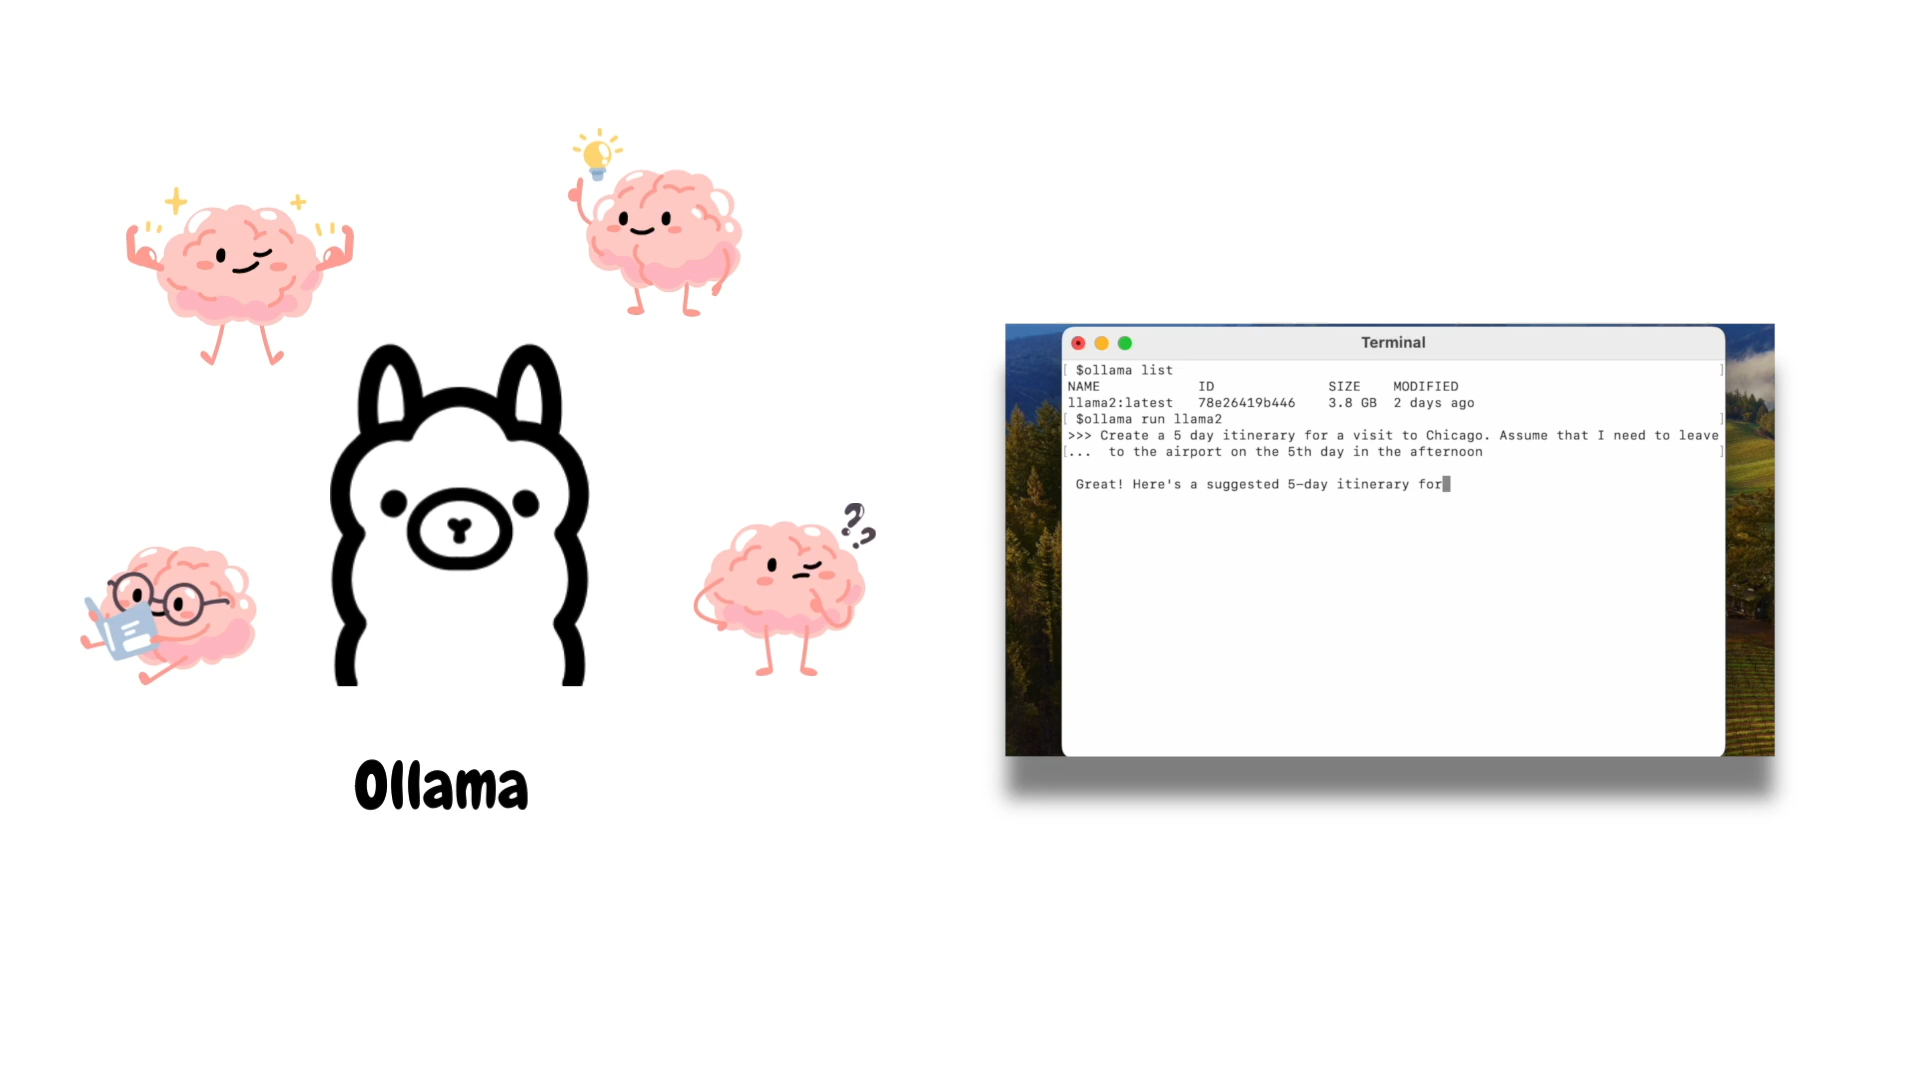 ??
Ollama
Terminal
[ $ollama list ]
NAME ID SIZE MODIFIED
llama2:latest 78e26419b446 3.8 GB 2 days ago
[ $ollama run llama2 ]
>>> Create a 5 day itinerary for a visit to Chicago. Assume that I need to leave
[... to the airport on the 5th day in the afternoon ]
Great! Here's a suggested 5-day itinerary for